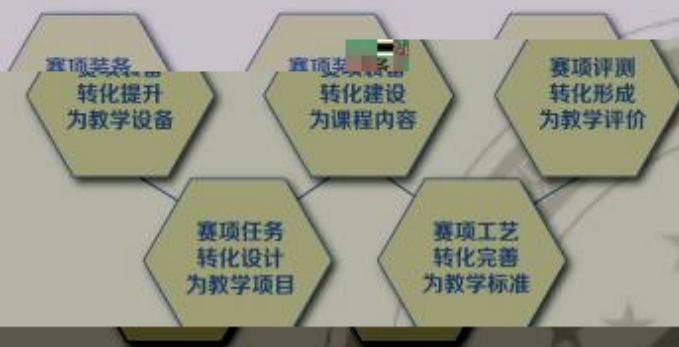 赛项装备
转化提升
为教学设备
赛项装备
转化建设
为课程内容
赛项评测
转化形成
为教学评价
赛项任务
转化设计
为教学项目
赛项工艺
转化完善
为教学标准